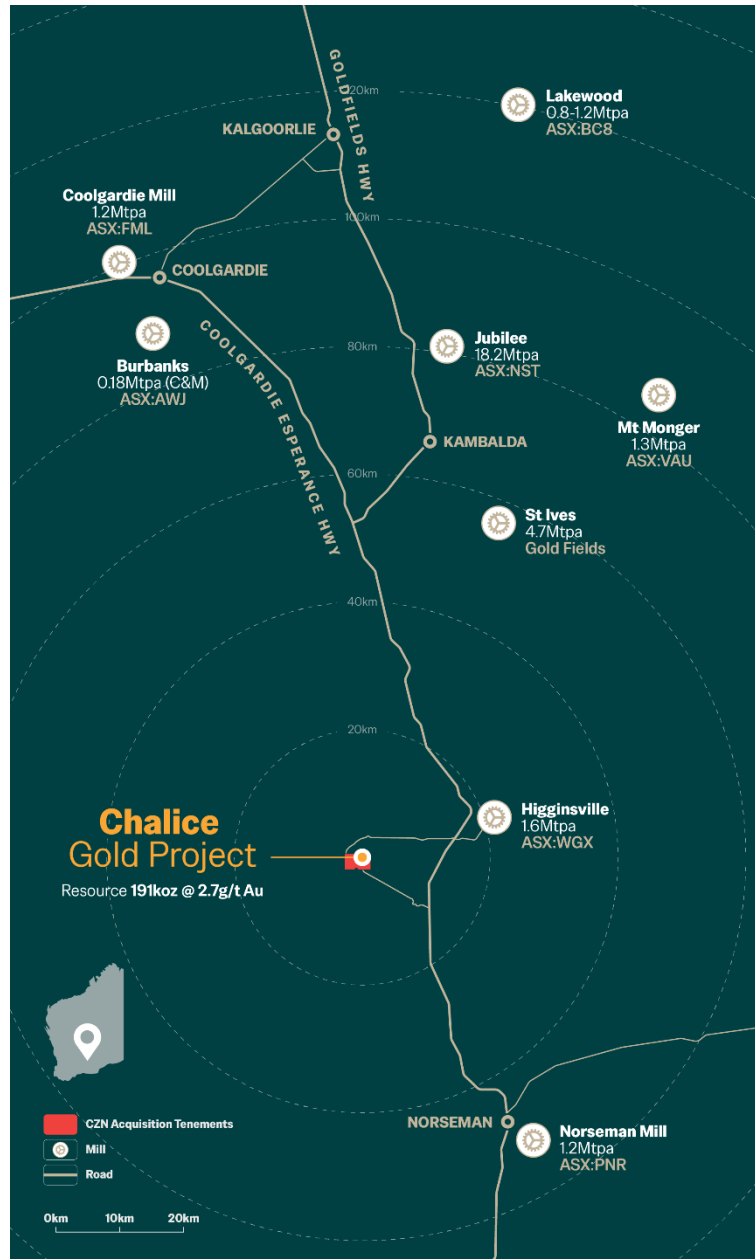 GOLDFIELDS HWY
120km
Lakewood
0.8-1.2Mtpa
ASX:BC8
KALGOORLIE
Coolgardie Mill
1.2Mtpa
ASX:FML
100km
COOLGARDIE
COOLGARDIE ESPERANCE HWY
Burbanks
0.18Mtpa (C&M)
ASX:AWJ
80km
Jubilee
18.2Mtpa
ASX:NST
Mt Monger
1.3Mtpa
ASX:VAU
KAMBALDA
60km
St Ives
4.7Mtpa
Gold Fields
40km
20km
Higginsville
1.6Mtpa
ASX:WGX
Chalice
Gold Project
Resource 191koz @ 2.7g/t Au
NORSEMAN
Norseman Mill
1.2Mtpa
ASX:PNR
CZN Acquisition Tenements
Mill
Road
0km 10km 20km